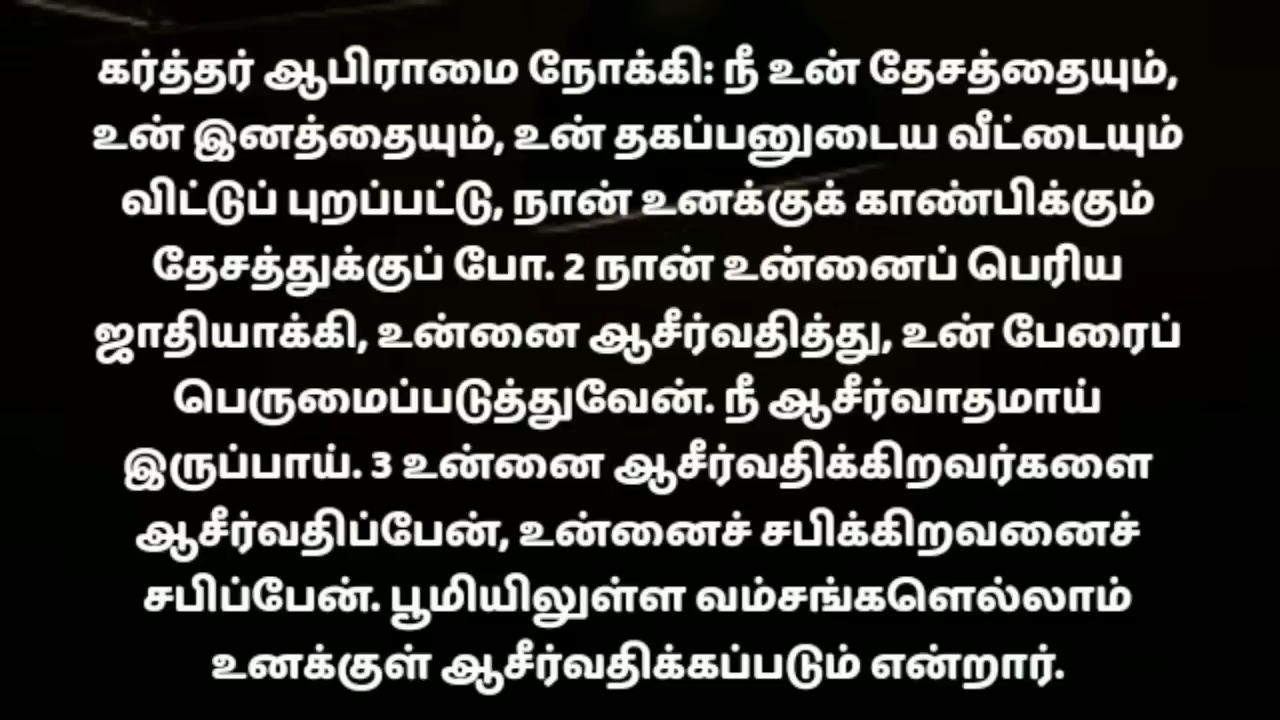 கர்த்தர் ஆபிராமை நோக்கி: நீ உன் தேசத்தையும்,
உன் இனத்தையும், உன் தகப்பனுடைய வீட்டையும்
விட்டுப் புறப்பட்டு, நான் உனக்குக் காண்பிக்கும்
தேசத்துக்குப் போ. 2 நான் உன்னைப் பெரிய
ஜாதியாக்கி, உன்னை ஆசீர்வதித்து, உன் பேரைப்
பெருமைப்படுத்துவேன். நீ ஆசீர்வாதமாய்
இருப்பாய். 3 உன்னை ஆசீர்வதிக்கிறவர்களை
ஆசீர்வதிப்பேன், உன்னைச் சபிக்கிறவனைச்
சபிப்பேன். பூமியிலுள்ள வம்சங்களெல்லாம்
உனக்குள் ஆசீர்வதிக்கப்படும் என்றார்.